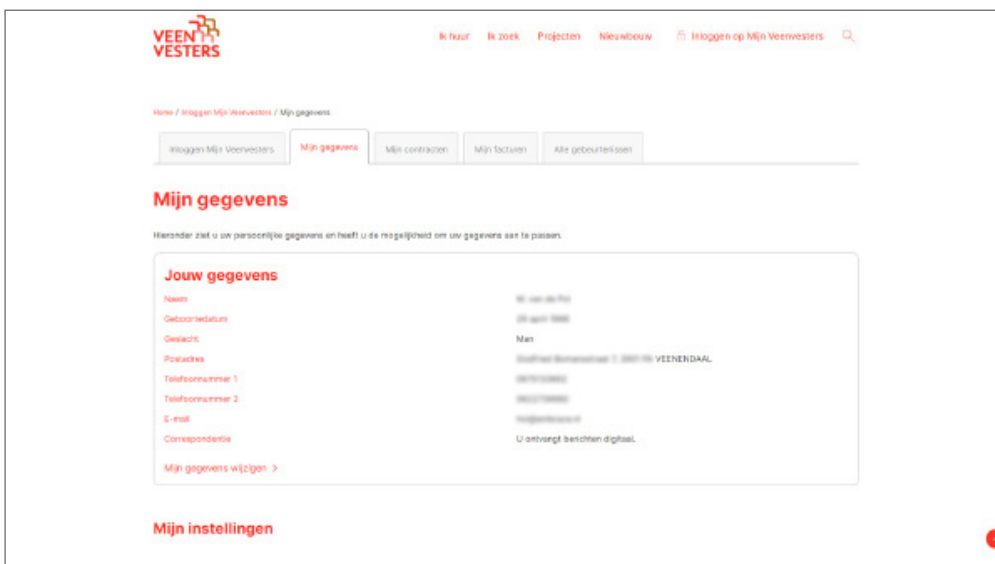 VEEN
VESTERS
Ik huur Ik zoek Projecten Nieuwbouw Inloggen op Mijn Veenvesters
Home / Inloggen Mijn Veenvesters / Mijn gegevens
Inloggen Mijn Veenvesters Mijn gegevens Mijn contracten Mijn facturen Alle gebeurtenissen
Mijn gegevens
Hieronder ziet u uw persoonlijke gegevens en heeft u de mogelijkheid om uw gegevens aan te passen.
Jouw gegevens
Naam
Geboortedatum
Geslacht Man
Postadres VEENENDAAL
Telefoonnummer 1
Telefoonnummer 2
E-mail
Correspondentie U ontvangt berichten digitaal.
Mijn gegevens wijzigen >
Mijn instellingen